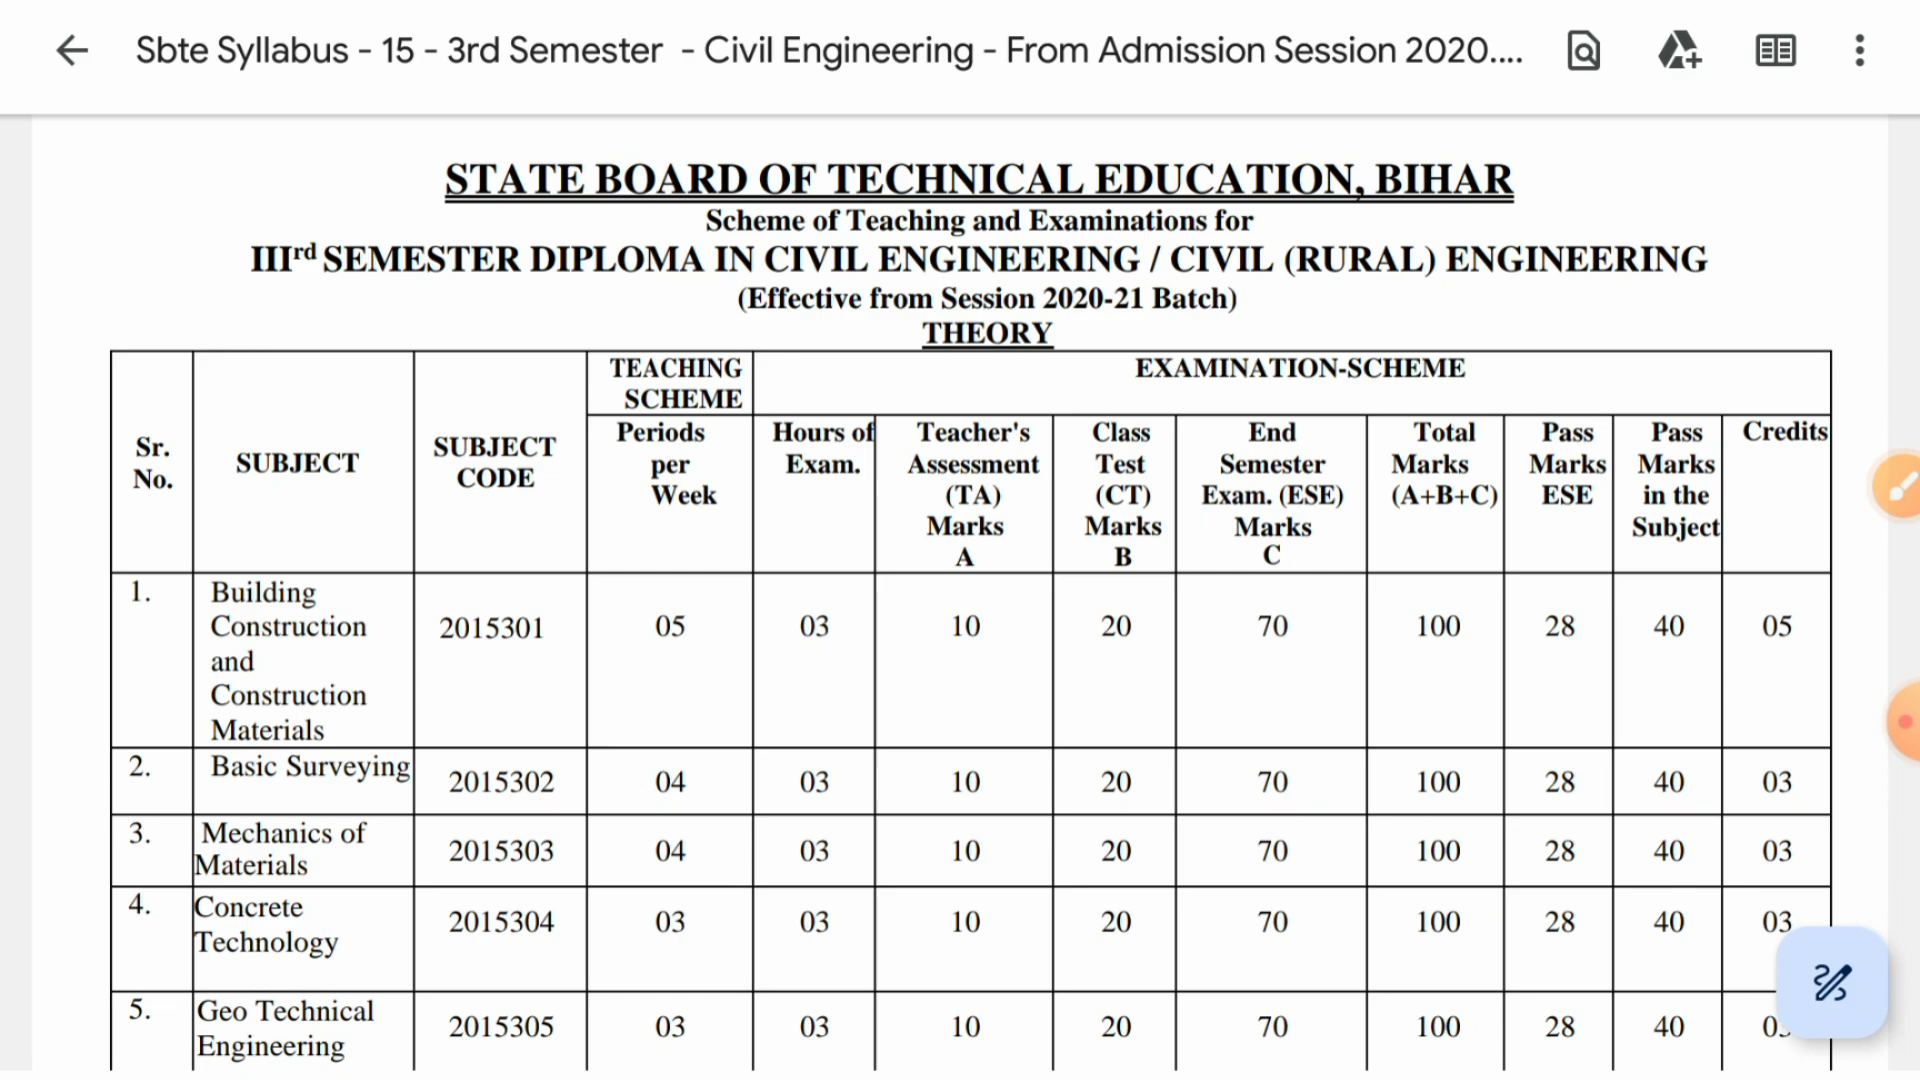 Sbte Syllabus - 15 - 3rd Semester - Civil Engineering - From Admission Session 2020....
STATE BOARD OF TECHNICAL EDUCATION, BIHAR
Scheme of Teaching and Examinations for
IIIrd SEMESTER DIPLOMA IN CIVIL ENGINEERING / CIVIL (RURAL) ENGINEERING
(Effective from Session 2020-21 Batch)
THEORY
Sr. No. SUBJECT SUBJECT CODE TEACHING SCHEME EXAMINATION-SCHEME
Periods per Week Hours of Exam. Teacher's Assessment (TA) Marks A Class Test (CT) Marks B End Semester Exam. (ESE) Marks C Total Marks (A+B+C) Pass Marks ESE Pass Marks in the Subject Credits
1. Building Construction and Construction Materials 2015301 05 03 10 20 70 100 28 40 05
2. Basic Surveying 2015302 04 03 10 20 70 100 28 40 03
3. Mechanics of Materials 2015303 04 03 10 20 70 100 28 40 03
4. Concrete Technology 2015304 03 03 10 20 70 100 28 40 03
5. Geo Technical Engineering 2015305 03 03 10 20 70 100 28 40